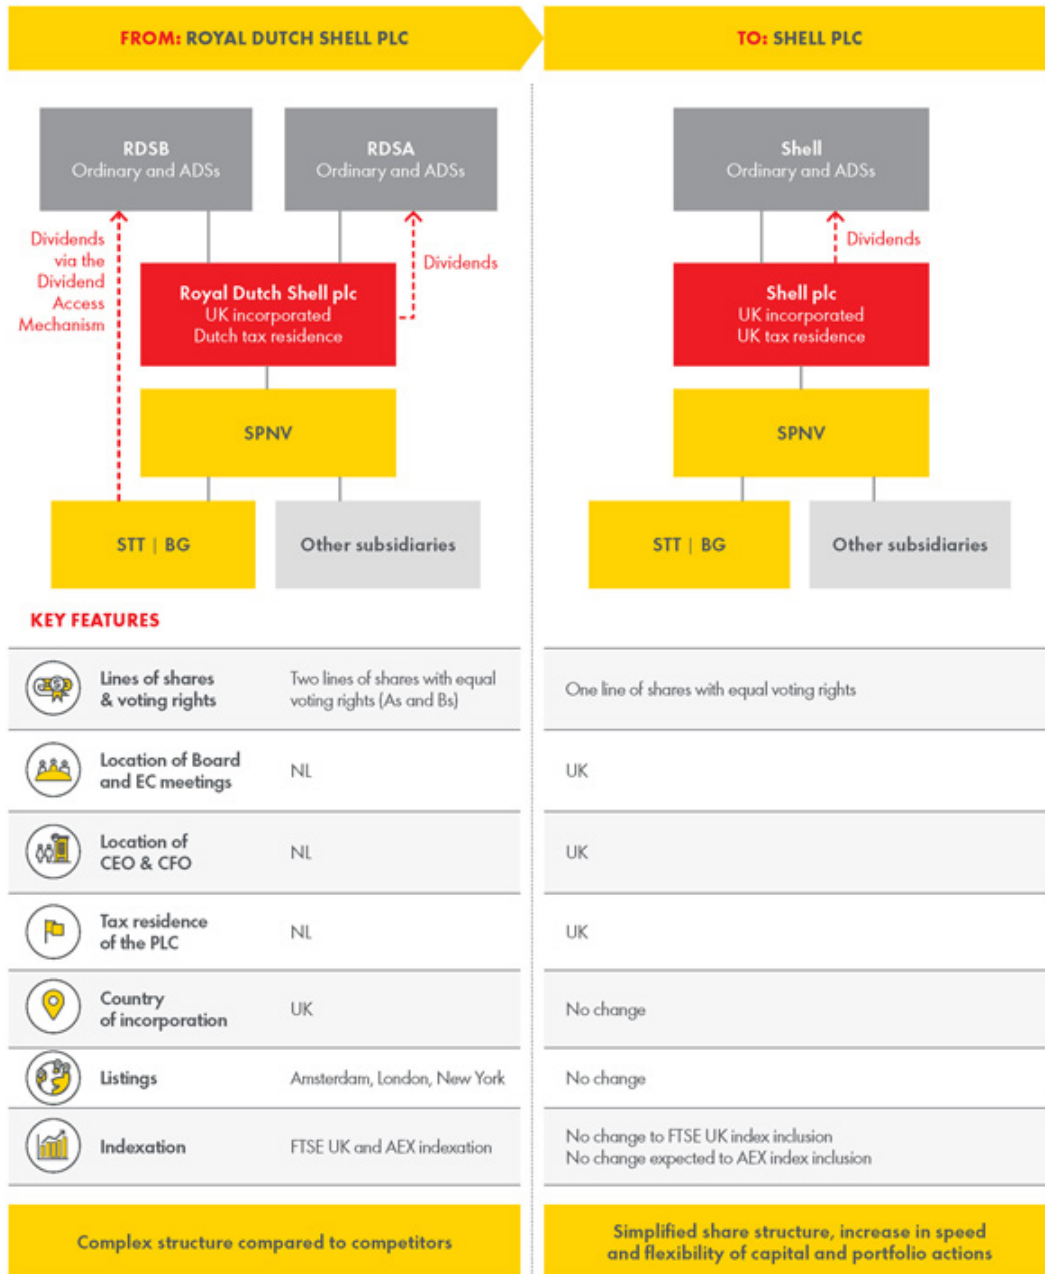 FROM: ROYAL DUTCH SHELL PLC
TO: SHELL PLC
RDSB
Ordinary and ADSs
RDSA
Ordinary and ADSs
Dividends
via the
Dividend
Access
Mechanism
Dividends
Royal Dutch Shell plc
UK incorporated
Dutch tax residence
SPNV
STT | BG
Other subsidiaries
Shell
Ordinary and ADSs
Dividends
Shell plc
UK incorporated
UK tax residence
SPNV
STT | BG
Other subsidiaries
KEY FEATURES
Lines of shares
& voting rights
Two lines of shares with equal
voting rights (As and Bs)
One line of shares with equal voting rights
Location of Board
and EC meetings
NL
UK
Location of
CEO & CFO
NL
UK
Tax residence
of the PLC
NL
UK
Country
of incorporation
UK
No change
Listings
Amsterdam, London, New York
No change
Indexation
FTSE UK and AEX indexation
No change to FTSE UK index inclusion
No change expected to AEX index inclusion
Complex structure compared to competitors
Simplified share structure, increase in speed
and flexibility of capital and portfolio actions